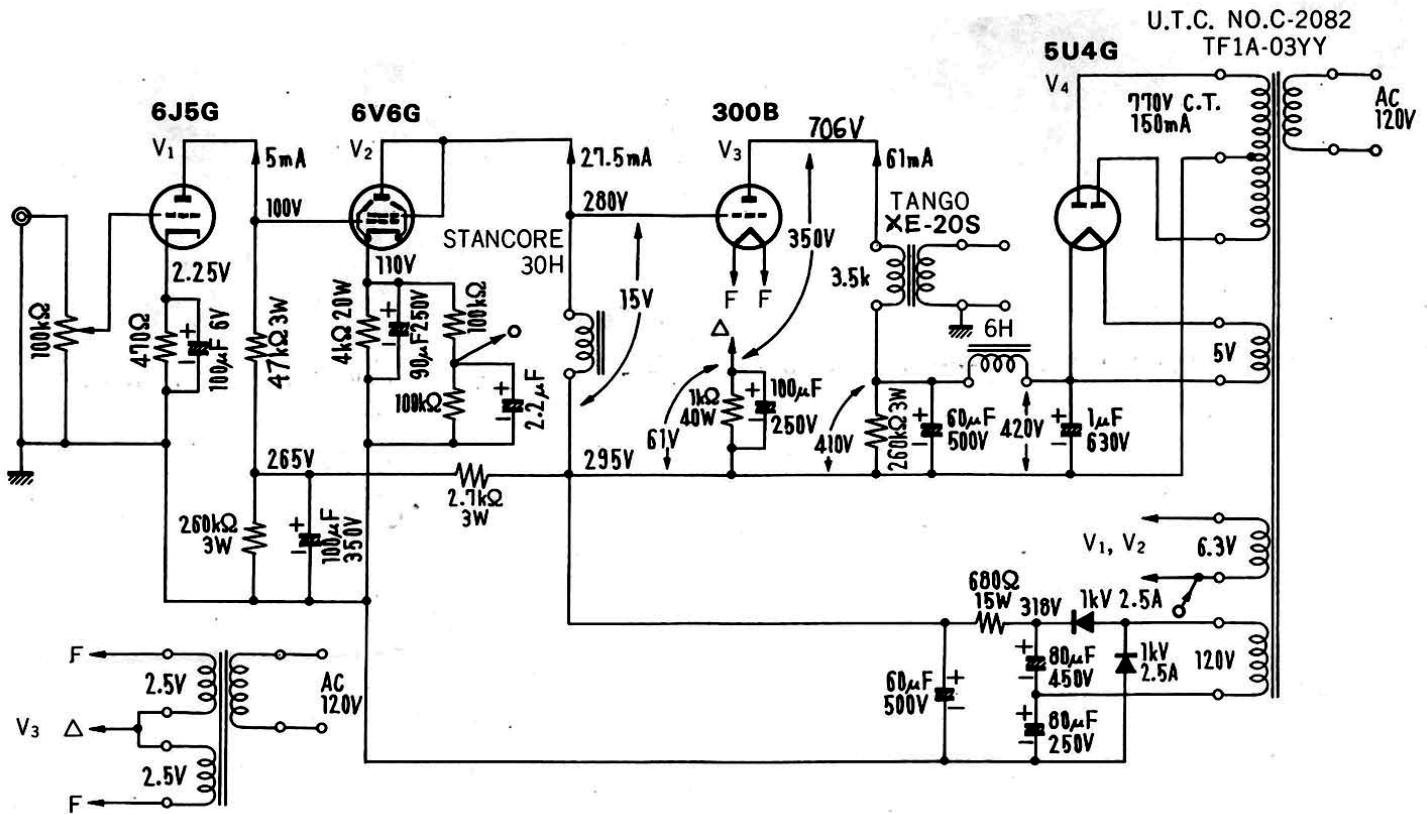 U.T.C. NO.C-2082
TF1A-03YY
5U4G
V4
770V C.T.
150mA
AC
120V
6J5G
V1
5mA
100V
2.25V
100kΩ
470Ω
100μF 6V
47kΩ 3W
6V6G
V2
27.5mA
280V
STANCORE
30H
110V
4kΩ 20W
90μF 250V
100kΩ
100kΩ
2.2μF
15V
300B
V3
706V
61mA
350V
TANGO
XE-20S
3.5k
F F
Δ
6H
5V
1kΩ
40W
100μF
250V
61V
410V
260kΩ 3W
60μF
500V
420V
1μF
630V
265V
2.7kΩ
3W
295V
260kΩ
3W
100μF
350V
V1, V2
6.3V
680Ω
15W
318V
1kV 2.5A
1kV
2.5A
120V
60μF
500V
80μF
450V
80μF
250V
F
2.5V
AC
120V
V3 Δ
2.5V
F